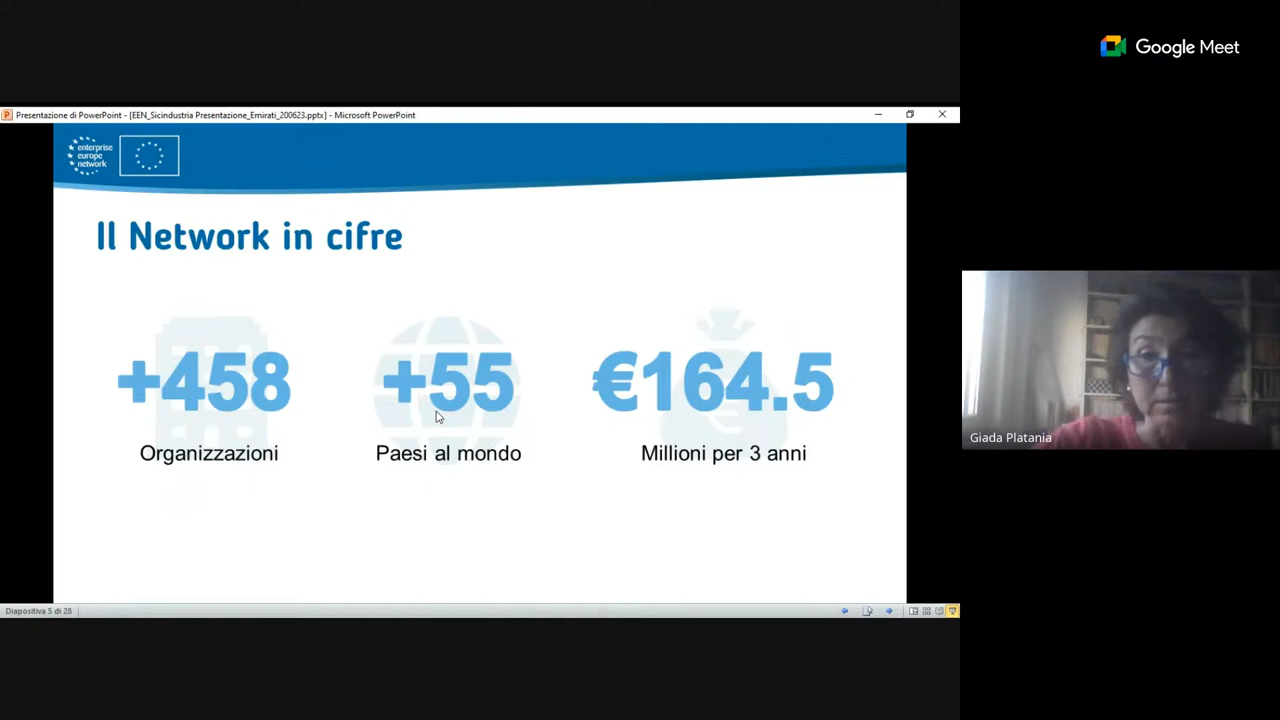 Google Meet
Presentazione di PowerPoint - [EEN_Sicindustria Presentazione_Emirati_200623.pptx] - Microsoft PowerPoint
enterprise
europe
network
Il Network in cifre
+458
+55
€164.5
Organizzazioni
Paesi al mondo
Millioni per 3 anni
Giada Platania
Diapositiva 5 di 28